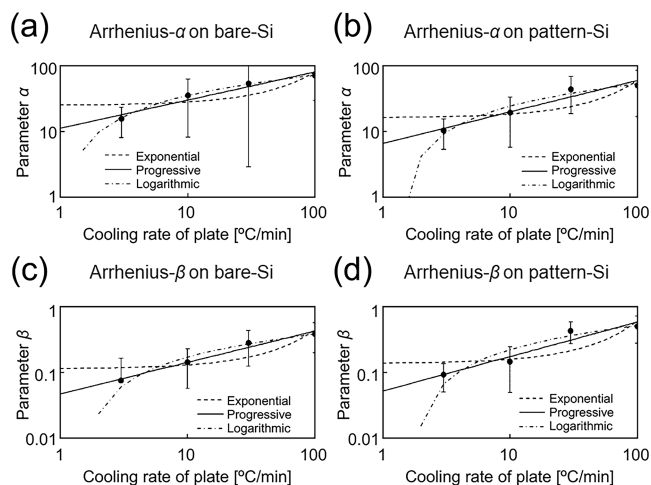 (a)
Arrhenius-α on bare-Si
100
10
1
Parameter α
Exponential
Progressive
Logarithmic
1 10 100
Cooling rate of plate [ºC/min]
(b)
Arrhenius-α on pattern-Si
100
10
1
Parameter α
Exponential
Progressive
Logarithmic
1 10 100
Cooling rate of plate [ºC/min]
(c)
Arrhenius-β on bare-Si
1
0.1
0.01
Parameter β
Exponential
Progressive
Logarithmic
1 10 100
Cooling rate of plate [ºC/min]
(d)
Arrhenius-β on pattern-Si
1
0.1
0.01
Parameter β
Exponential
Progressive
Logarithmic
1 10 100
Cooling rate of plate [ºC/min]